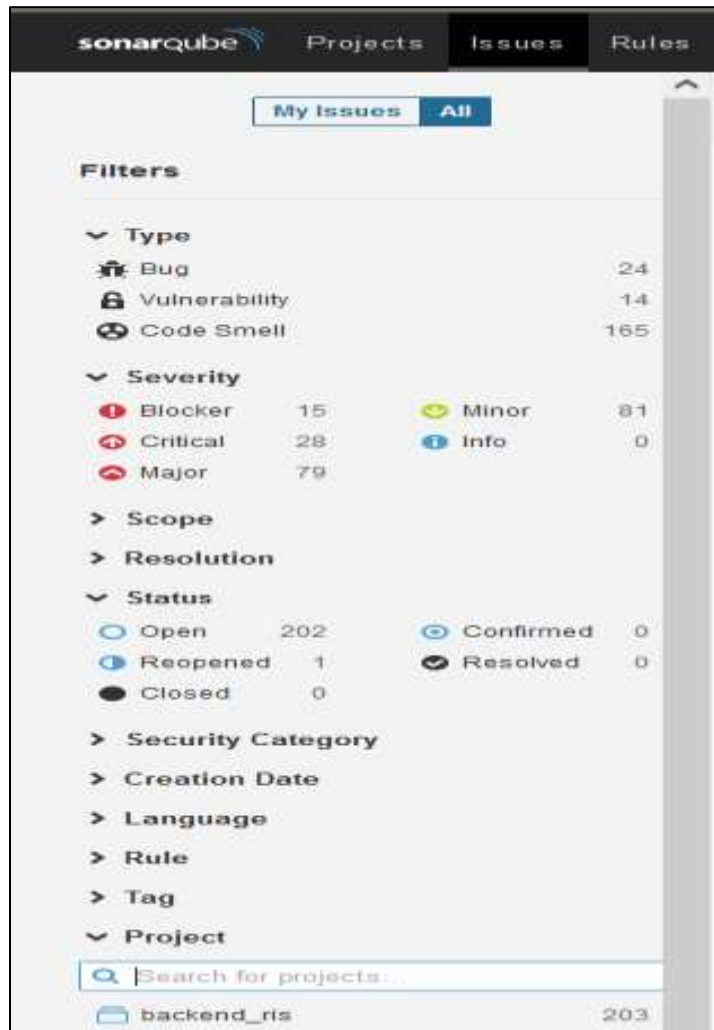 sonarqube Projects Issues Rules
My Issues All
Filters
Type
Bug 24
Vulnerability 14
Code Smell 165
Severity
Blocker 15 Minor 81
Critical 28 Info 0
Major 79
Scope
Resolution
Status
Open 202 Confirmed 0
Reopened 1 Resolved 0
Closed 0
Security Category
Creation Date
Language
Rule
Tag
Project
Search for projects...
backend_ris 203